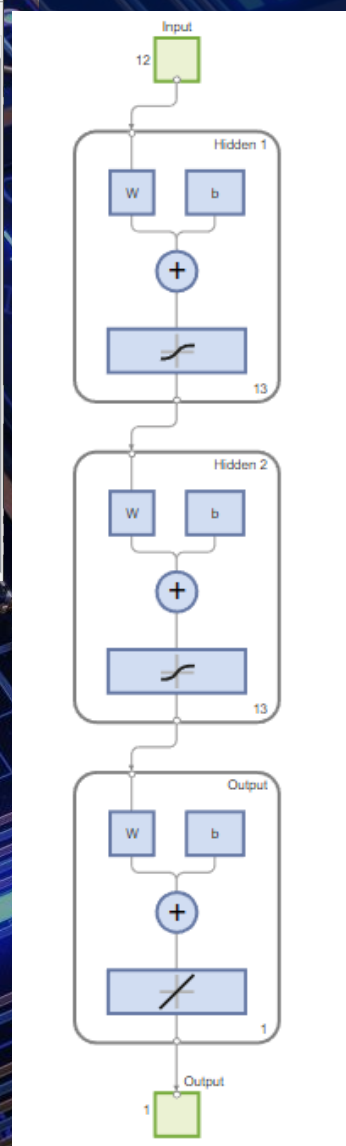 Input
12
Hidden 1
W b
+
13
Hidden 2
W b
+
13
Output
W b
+
1
Output
1